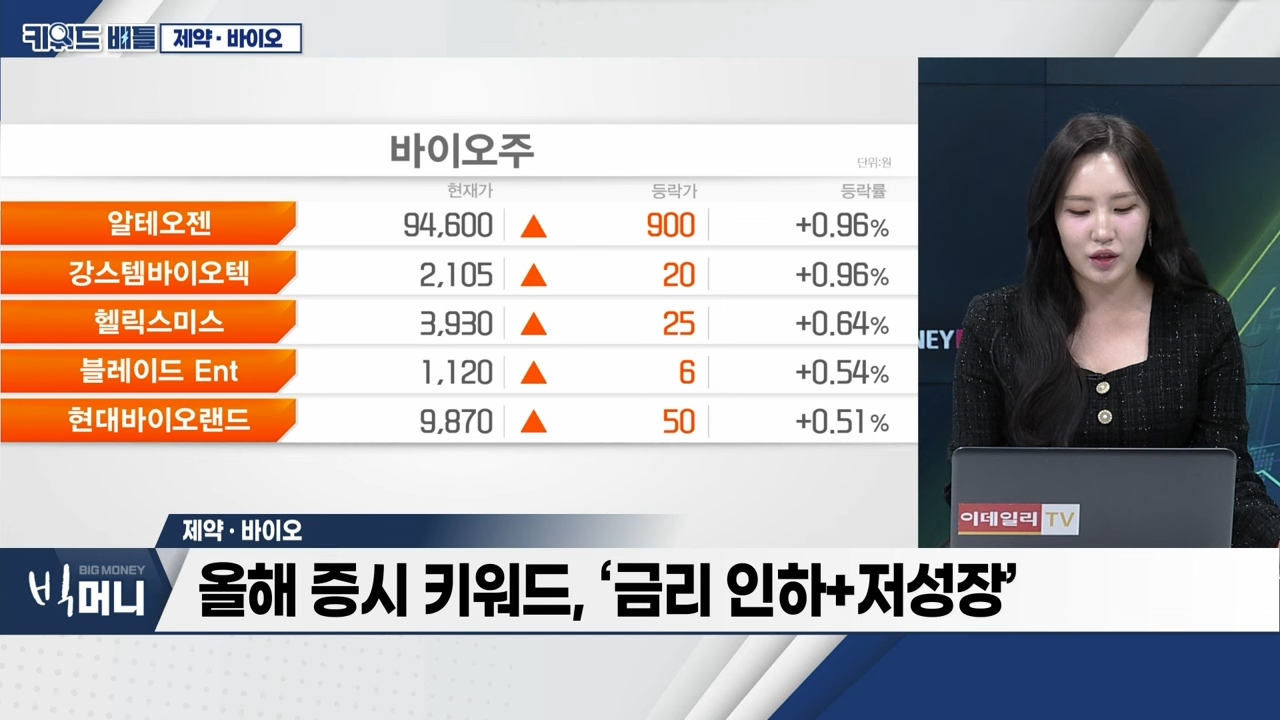 키워드 배틀 제약·바이오
바이오주
단위:원
현재가 등락가 등락률
알테오젠 94,600 ▲ 900 +0.96%
강스템바이오텍 2,105 ▲ 20 +0.96%
헬릭스미스 3,930 ▲ 25 +0.64%
블레이드 Ent 1,120 ▲ 6 +0.54%
현대바이오랜드 9,870 ▲ 50 +0.51%
NEY
이데일리TV
제약·바이오
BIG MONEY
빅머니
올해 증시 키워드, ‘금리 인하+저성장’